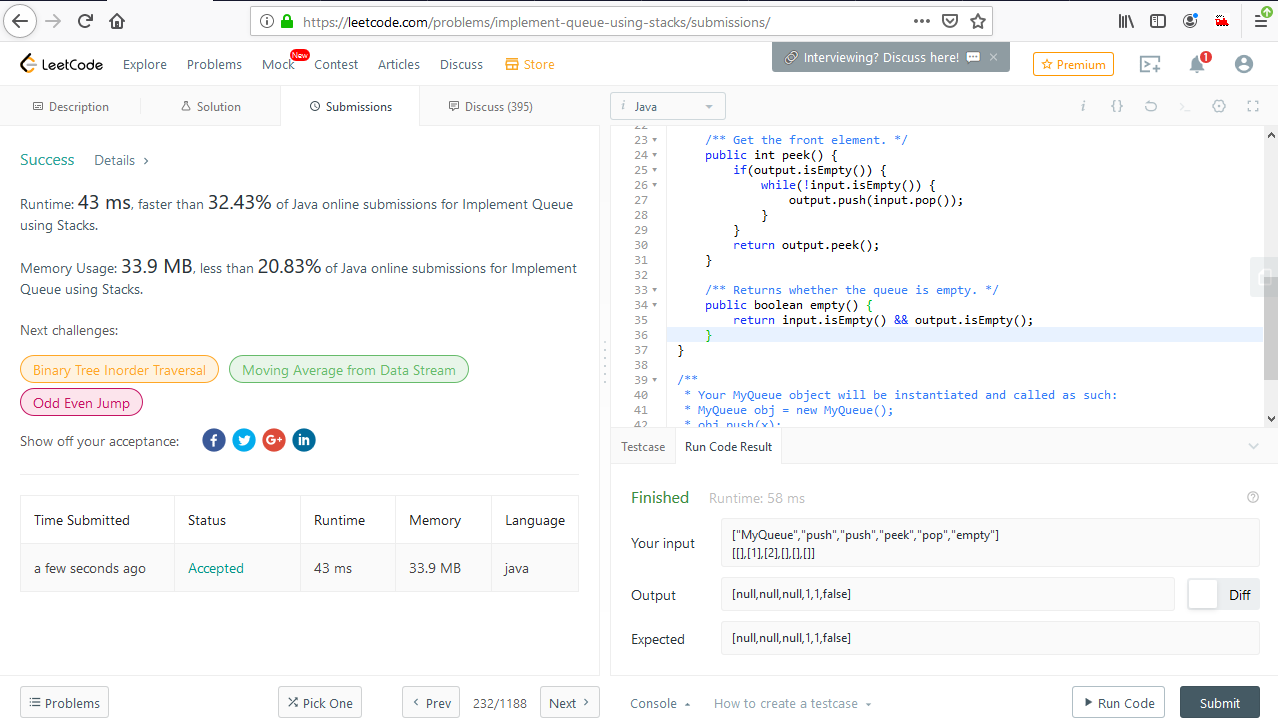 https://leetcode.com/problems/implement-queue-using-stacks/submissions/
LeetCode Explore Problems Mock New Contest Articles Discuss Store
Interviewing? Discuss here! ×
Premium 1
Description Solution Submissions Discuss (395)
Success Details >
Runtime: 43 ms, faster than 32.43% of Java online submissions for Implement Queue
using Stacks.
Memory Usage: 33.9 MB, less than 20.83% of Java online submissions for Implement
Queue using Stacks.
Next challenges:
Binary Tree Inorder Traversal Moving Average from Data Stream
Odd Even Jump
Show off your acceptance: f G+ in
Time Submitted Status Runtime Memory Language
a few seconds ago Accepted 43 ms 33.9 MB java
Problems Pick One < Prev 232/1188 Next >
i Java i {}
22
23 /** Get the front element. */
24 public int peek() {
25 if(output.isEmpty()) {
26 while(!input.isEmpty()) {
27 output.push(input.pop());
28 }
29 }
30 return output.peek();
31 }
32
33 /** Returns whether the queue is empty. */
34 public boolean empty() {
35 return input.isEmpty() && output.isEmpty();
36 }
37 }
38
39 /**
40 * Your MyQueue object will be instantiated and called as such:
41 * MyQueue obj = new MyQueue();
42 * obj.push(x);
Testcase Run Code Result
Finished Runtime: 58 ms
Your input
["MyQueue","push","push","peek","pop","empty"]
[[],[1],[2],[],[],[]]
Output [null,null,null,1,1,false] Diff
Expected [null,null,null,1,1,false]
Console How to create a testcase Run Code Submit